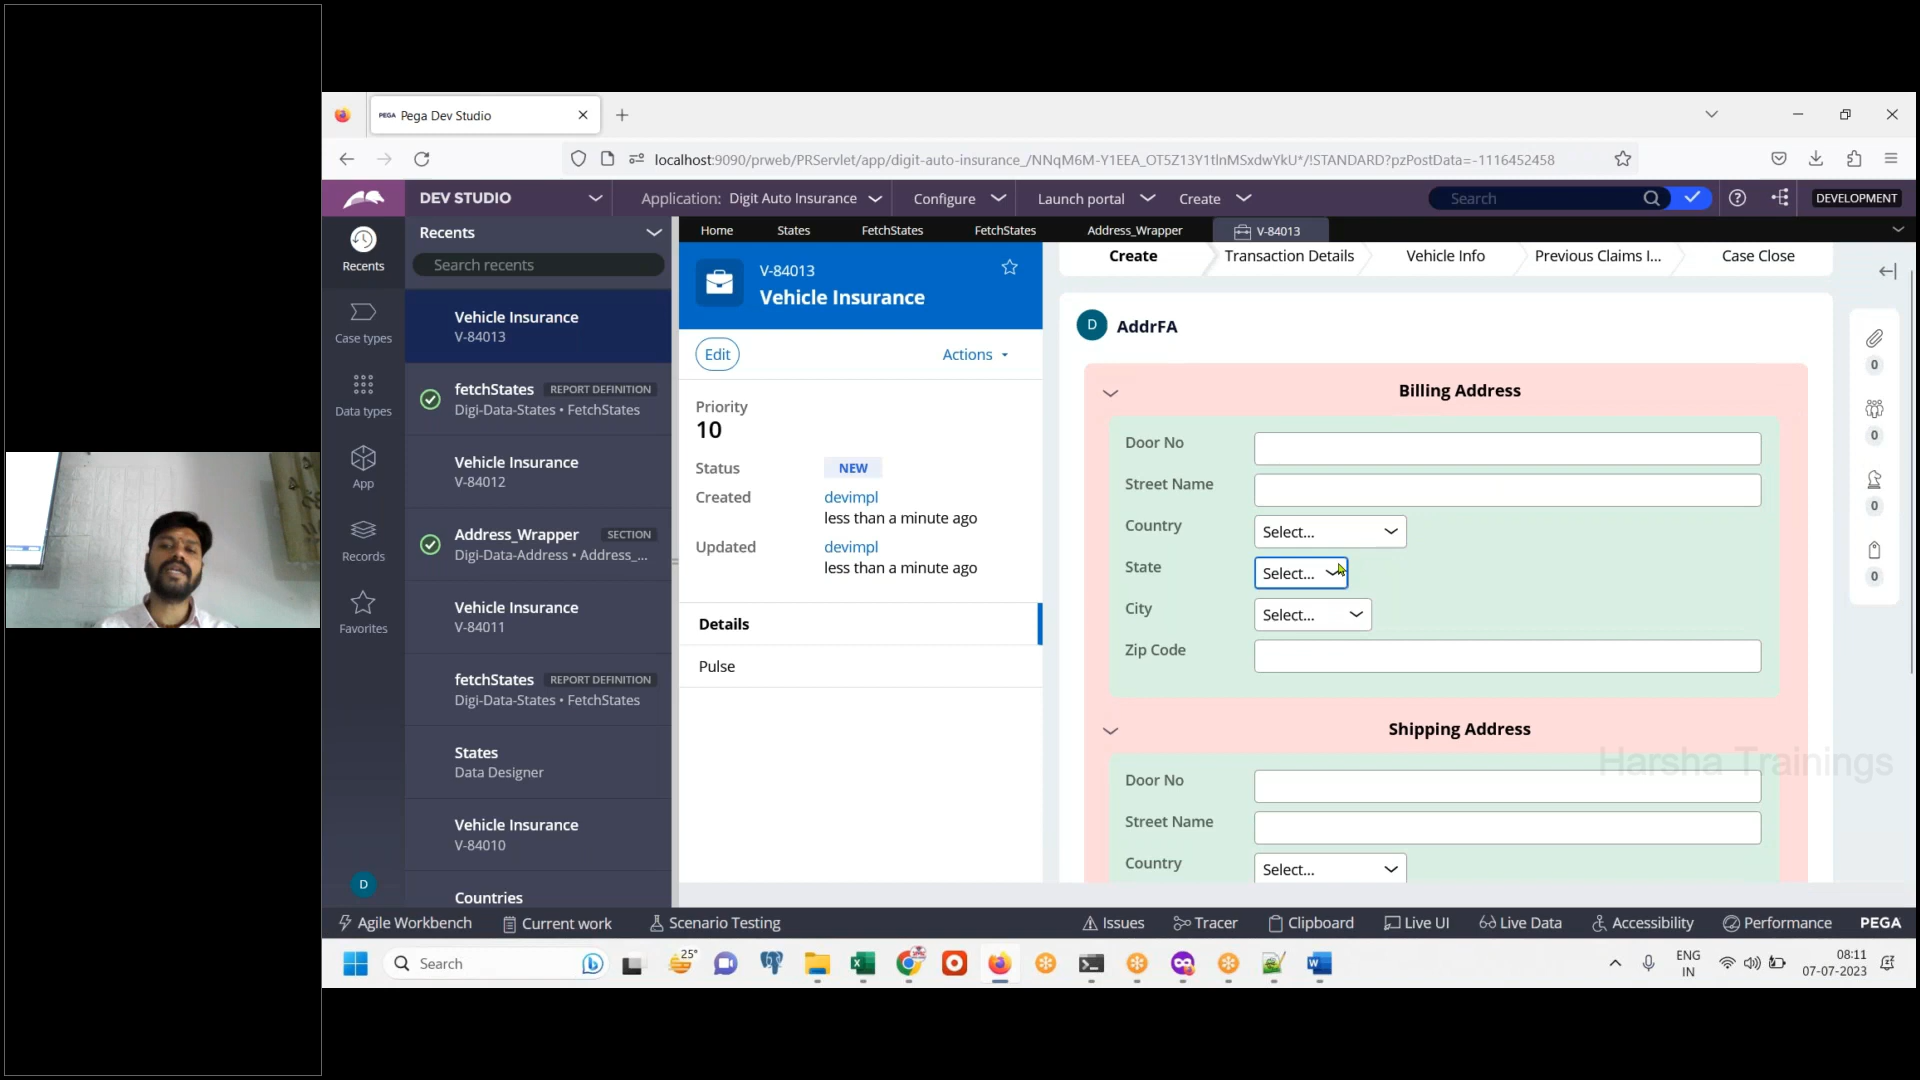 PEGA Pega Dev Studio
localhost:9090/prweb/PRServlet/app/digit-auto-insurance_/NNqM6M-Y1EEA_OT5Z13Y1tlnMSxdwYkU*/!STANDARD?pzPostData=-1116452458
DEV STUDIO
Application: Digit Auto Insurance
Configure
Launch portal
Create
Search
DEVELOPMENT
Recents
Case types
Data types
App
Records
Favorites
D
Recents
Search recents
Vehicle Insurance
V-84013
fetchStates REPORT DEFINITION
Digi-Data-States • FetchStates
Vehicle Insurance
V-84012
Address_Wrapper SECTION
Digi-Data-Address • Address_...
Vehicle Insurance
V-84011
fetchStates REPORT DEFINITION
Digi-Data-States • FetchStates
States
Data Designer
Vehicle Insurance
V-84010
Countries
Home States FetchStates FetchStates Address_Wrapper V-84013
V-84013
Vehicle Insurance
Edit Actions
Priority
10
Status NEW
Created devimpl
less than a minute ago
Updated devimpl
less than a minute ago
Details
Pulse
Create Transaction Details Vehicle Info Previous Claims I... Case Close
D AddrFA
Billing Address
Door No
Street Name
Country Select...
State Select...
City Select...
Zip Code
Shipping Address
Door No
Street Name
Country Select...
0
0
0
0
Harsha Trainings
Agile Workbench Current work Scenario Testing Issues Tracer Clipboard Live UI Live Data Accessibility Performance PEGA
Search
25°
ENG
IN
08:11
07-07-2023